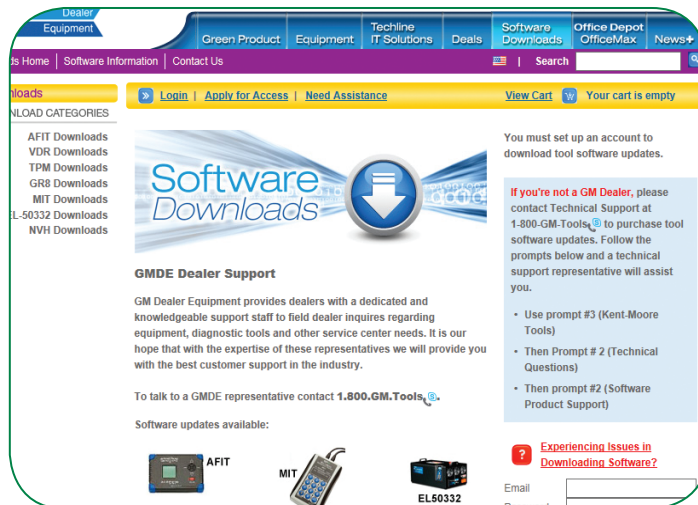 Dealer
Equipment
Green Product
Equipment
Techline
IT Solutions
Deals
Software
Downloads
Office Depot
OfficeMax
News+
ds Home | Software Information | Contact Us
| Search
nloads
Login | Apply for Access | Need Assistance
View Cart
Your cart is empty
NLOAD CATEGORIES
AFIT Downloads
VDR Downloads
TPM Downloads
GR8 Downloads
MIT Downloads
EL-50332 Downloads
NVH Downloads
Software
Downloads
GMDE Dealer Support
GM Dealer Equipment provides dealers with a dedicated and
knowledgeable support staff to field dealer inquires regarding
equipment, diagnostic tools and other service center needs. It is our
hope that with the expertise of these representatives we will provide you
with the best customer support in the industry.
To talk to a GMDE representative contact 1.800.GM.Tools.
Software updates available:
AFIT
MIT
EL50332
You must set up an account to
download tool software updates.
If you're not a GM Dealer, please
contact Technical Support at
1-800-GM-Tools to purchase tool
software updates. Follow the
prompts below and a technical
support representative will assist
you.
• Use prompt #3 (Kent-Moore
Tools)
• Then Prompt # 2 (Technical
Questions)
• Then prompt #2 (Software
Product Support)
? Experiencing Issues in
Downloading Software?
Email